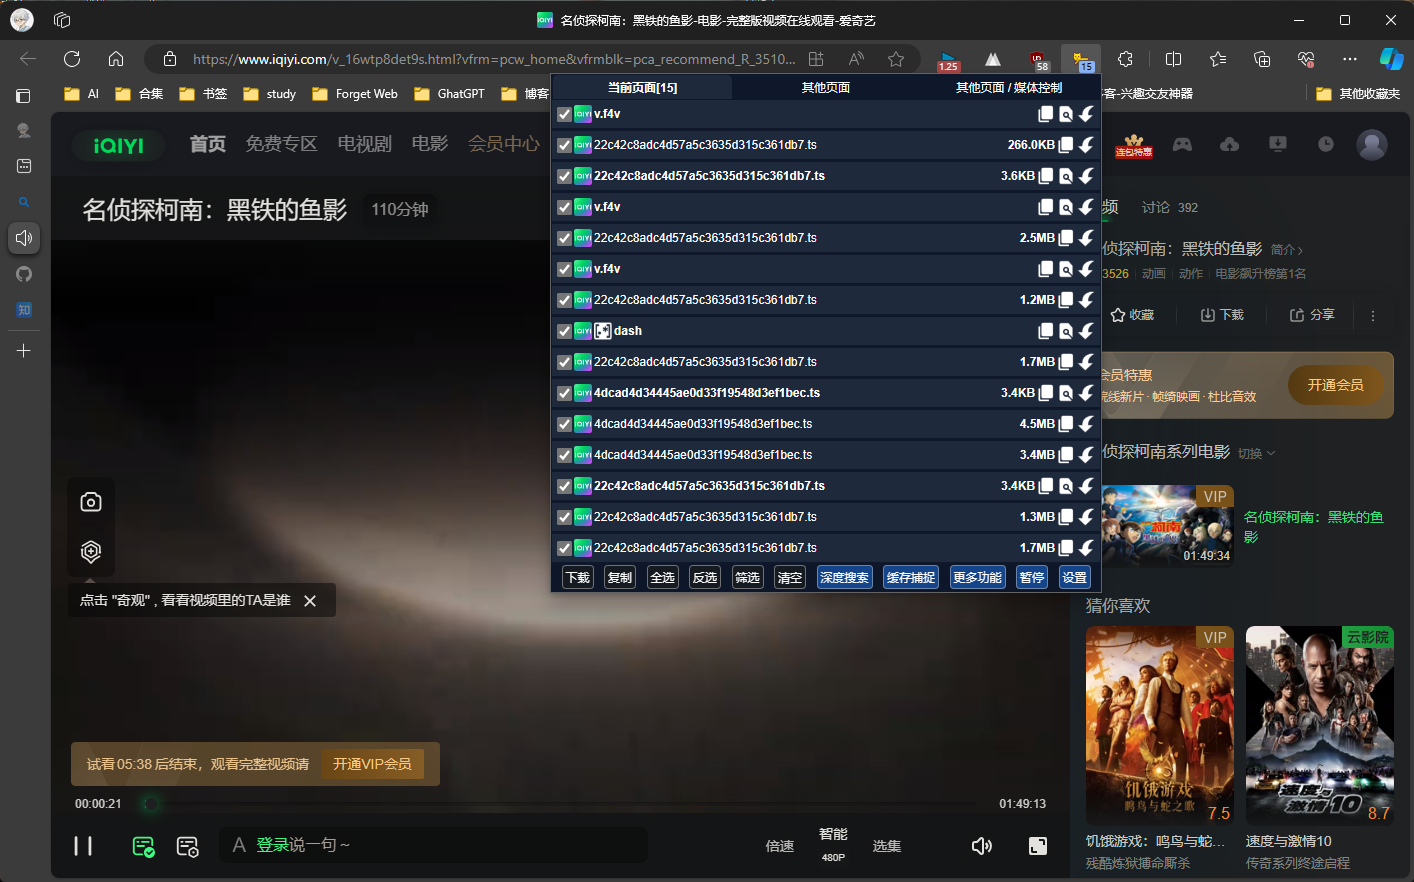 名侦探柯南：黑铁的鱼影-电影-完整版视频在线观看-爱奇艺
https://www.iqiyi.com/v_16wtp8det9s.html?vfrm=pcw_home&vfrmblk=pca_recommend_R_3510...
1.25
58
15
AI
合集
书签
study
Forget Web
GhatGPT
博客
客-兴趣交友神器
其他收藏夹
当前页面[15]
其他页面
其他页面 / 媒体控制
v.f4v
22c42c8adc4d57a5c3635d315c361db7.ts 266.0KB
22c42c8adc4d57a5c3635d315c361db7.ts 3.6KB
v.f4v
22c42c8adc4d57a5c3635d315c361db7.ts 2.5MB
v.f4v
22c42c8adc4d57a5c3635d315c361db7.ts 1.2MB
dash
22c42c8adc4d57a5c3635d315c361db7.ts 1.7MB
4dcad4d34445ae0d33f19548d3ef1bec.ts 3.4KB
4dcad4d34445ae0d33f19548d3ef1bec.ts 4.5MB
4dcad4d34445ae0d33f19548d3ef1bec.ts 3.4MB
22c42c8adc4d57a5c3635d315c361db7.ts 3.4KB
22c42c8adc4d57a5c3635d315c361db7.ts 1.3MB
22c42c8adc4d57a5c3635d315c361db7.ts 1.7MB
下载 复制 全选 反选 筛选 清空 深度搜索 缓存捕捉 更多功能 暂停 设置
知
iQIYI
首页 免费专区 电视剧 电影 会员中心
连包特惠
名侦探柯南：黑铁的鱼影 110分钟
点击 "奇观" , 看看视频里的TA是谁
试看 05:38 后结束，观看完整视频请 开通VIP会员
00:00:21
01:49:13
A 登录说一句 ~
倍速
智能
480P
选集
频 讨论 392
侦探柯南：黑铁的鱼影 简介
3526 动画 动作 电影飙升榜第1名
收藏 下载 分享
会员特惠
院线新片 · 帧绮映画 · 杜比音效
开通会员
侦探柯南系列电影 切换
VIP
01:49:34
名侦探柯南：黑铁的鱼影
猜你喜欢
VIP
饥饿游戏
鸣鸟与蛇之歌
7.5
饥饿游戏：鸣鸟与蛇...
残酷炼狱搏命厮杀
云影院
速度与激情10
8.7
速度与激情10
传奇系列终途启程